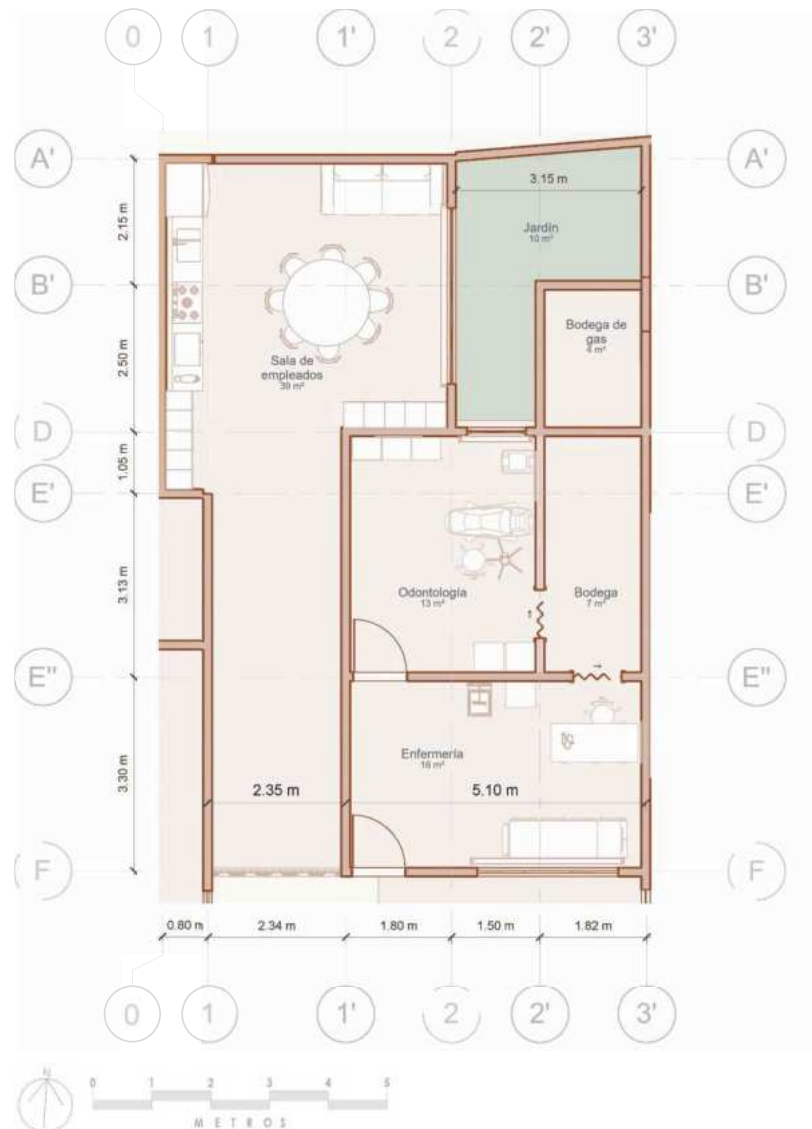 0 1 1' 2 2' 3'
A' A'
3.15 m
2.15 m
Jardín
10 m²
B' B'
Bodega de
gas
4 m²
2.50 m
Sala de
empleados
39 m²
D D
1.05 m
E' E'
3.13 m
Odontología
13 m²
Bodega
7 m²
E'' E''
Enfermería
16 m²
3.30 m
2.35 m 5.10 m
F F
0.80 m 2.34 m 1.80 m 1.50 m 1.82 m
0 1 1' 2 2' 3'
N
0 1 2 3 4 5
METROS